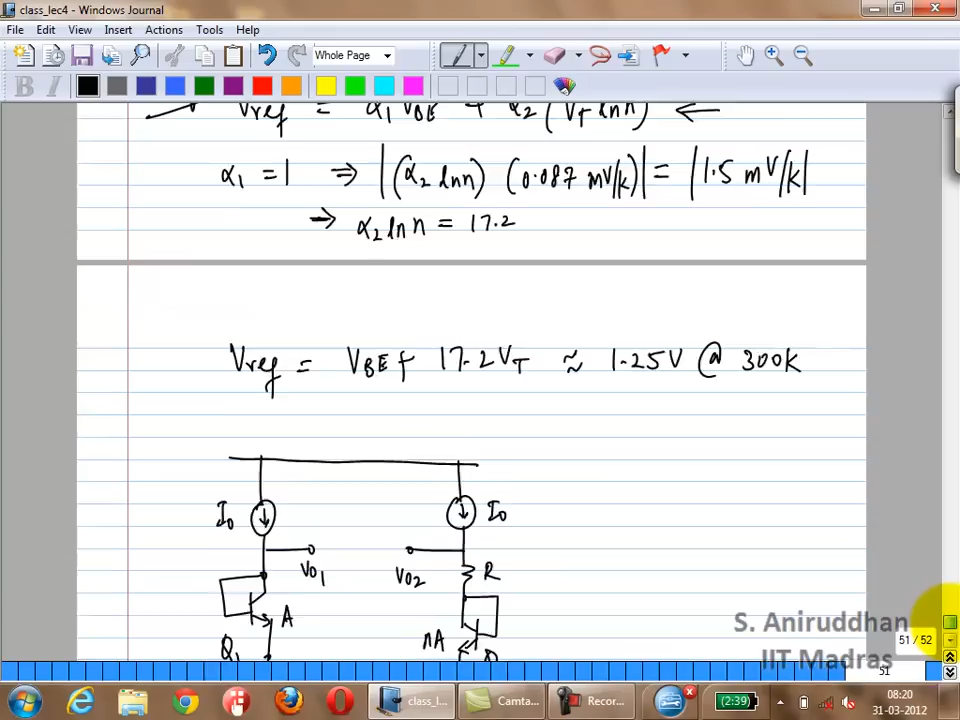 class_lec4 - Windows Journal
File Edit View Insert Actions Tools Help
Whole Page
B I
Vref = α₁ VBE + α₂ (VT ln n) ←
α₁ = 1 ⇒ |(α₂ ln n) (0.087 mV/k)| = |1.5 mV/k|
→ α₂ ln n = 17.2
Vref = VBE + 17.2 VT ≈ 1.25V @ 300k
I₀ I₀
V01 V02 R
A nA
Q1
S. Aniruddhan
IIT Madras
51 / 52
51
class_l... Camta... Recor... (2:39) 08:20
31-03-2012